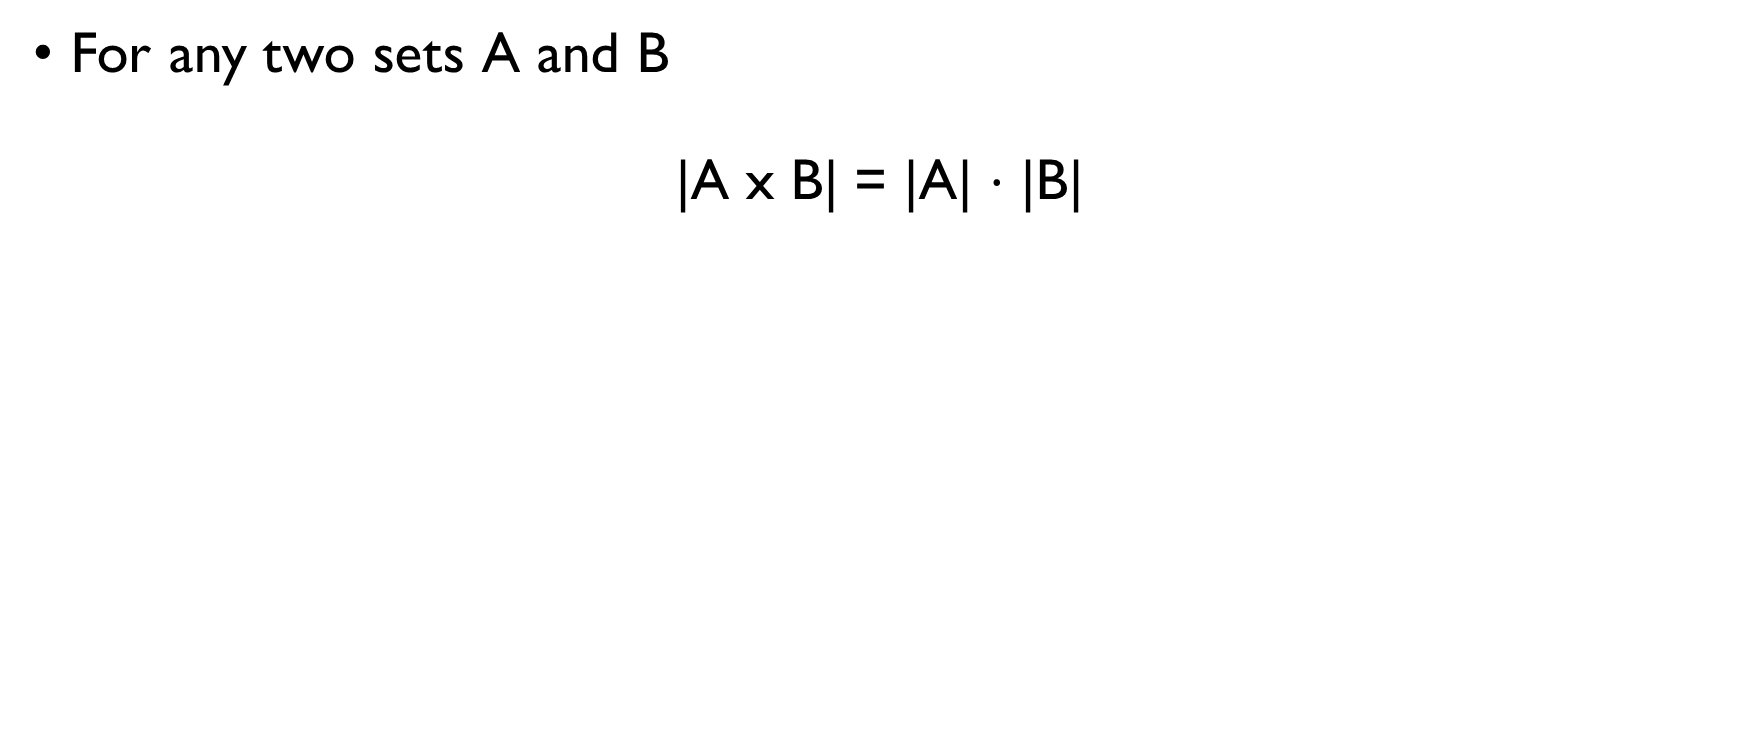 • For any two sets A and B
|A x B| = |A| · |B|